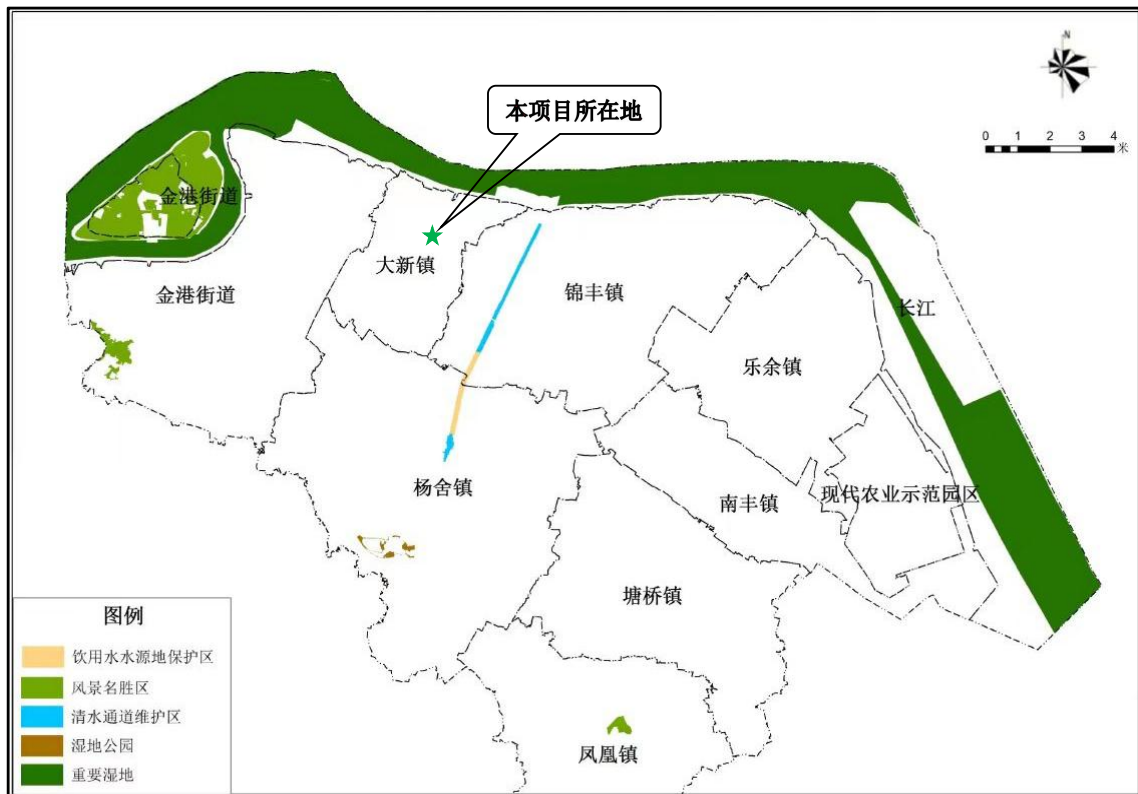 N
本项目所在地
0 1 2 3 4
米
金港街道
大新镇
金港街道
锦丰镇
长江
乐余镇
杨舍镇
南丰镇
现代农业示范园区
塘桥镇
凤凰镇
图例
饮用水水源地保护区
风景名胜区
清水通道维护区
湿地公园
重要湿地